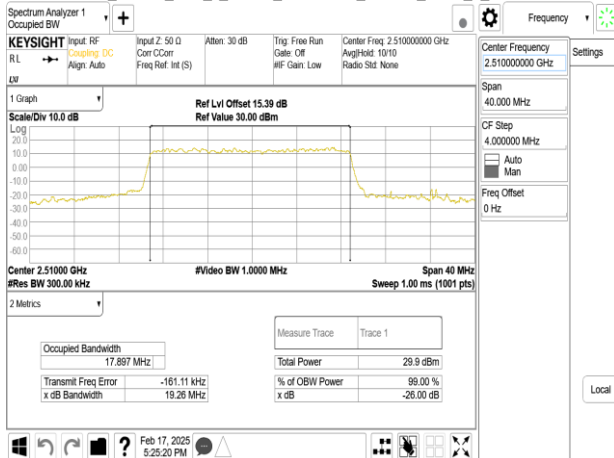 Spectrum Analyzer 1
Occupied BW
+
Frequency
KEYSIGHT
RL
LXI
Input: RF
Coupling: DC
Align: Auto
Input Z: 50 Ω
Corr CCorr
Freq Ref: Int (S)
Atten: 30 dB
Trig: Free Run
Gate: Off
#IF Gain: Low
Center Freq: 2.510000000 GHz
Avg|Hold: 10/10
Radio Std: None
Center Frequency
2.510000000 GHz
Settings
Span
40.000 MHz
CF Step
4.000000 MHz
Auto
Man
Freq Offset
0 Hz
Local
1 Graph
Scale/Div 10.0 dB
Ref Lvl Offset 15.39 dB
Ref Value 30.00 dBm
Log
20.0
10.0
0.00
-10.0
-20.0
-30.0
-40.0
-50.0
-60.0
Center 2.51000 GHz
#Res BW 300.00 kHz
#Video BW 1.0000 MHz
Span 40 MHz
Sweep 1.00 ms (1001 pts)
2 Metrics
Measure Trace
Trace 1
Occupied Bandwidth
17.897 MHz
Total Power
29.9 dBm
Transmit Freq Error
-161.11 kHz
% of OBW Power
99.00 %
x dB Bandwidth
19.26 MHz
x dB
-26.00 dB
?
Feb 17, 2025
5:25:20 PM